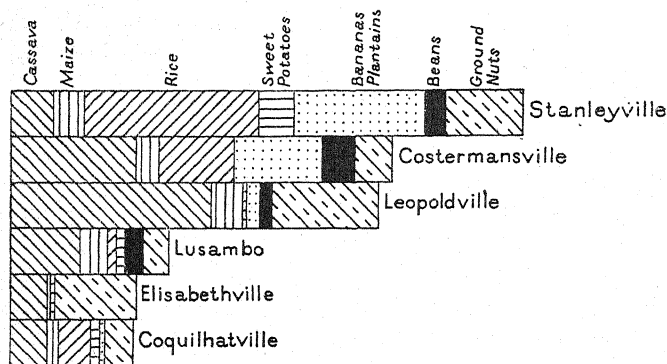 Cassava
Maize
Rice
Sweet
Potatoes
Bananas
Plantains
Beans
Ground
Nuts
Stanleyville
Costermansville
Leopoldville
Lusambo
Elisabethville
Coquilhatville